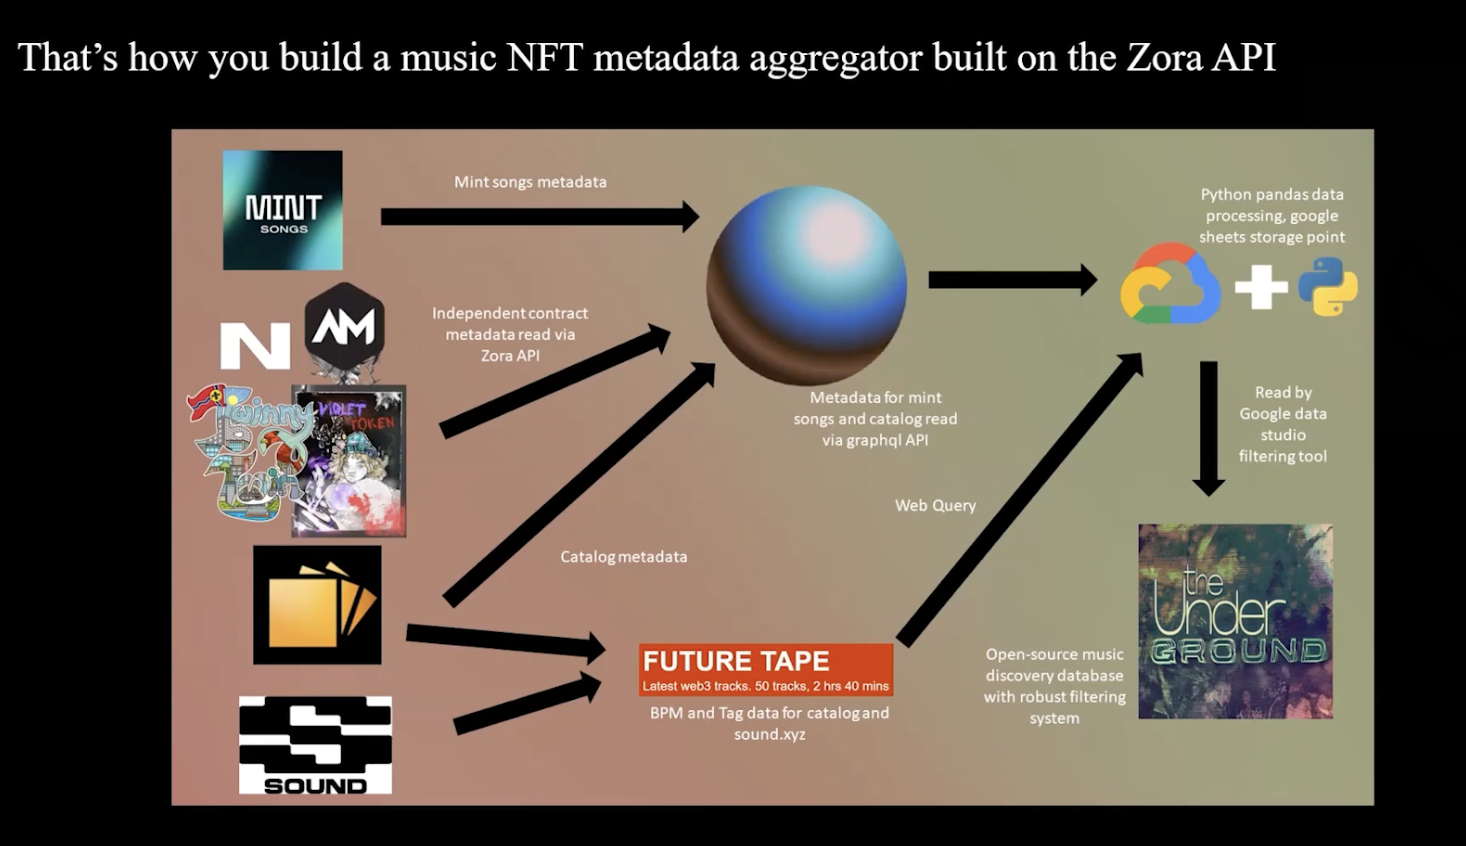 That's how you build a music NFT metadata aggregator built on the Zora API
MINT
SONGS
Mint songs metadata
Python pandas data
processing, google
sheets storage point
N
AM
Independent contract
metadata read via
Zora API
Twinny
Twin
VIOLET
TOKEN
Metadata for mint
songs and catalog read
via graphql API
Read by
Google data
studio
filtering tool
Web Query
Catalog metadata
the
Under
GROUND
FUTURE TAPE
Latest web3 tracks. 50 tracks, 2 hrs 40 mins
BPM and Tag data for catalog and
sound.xyz
Open-source music
discovery database
with robust filtering
system
SOUND